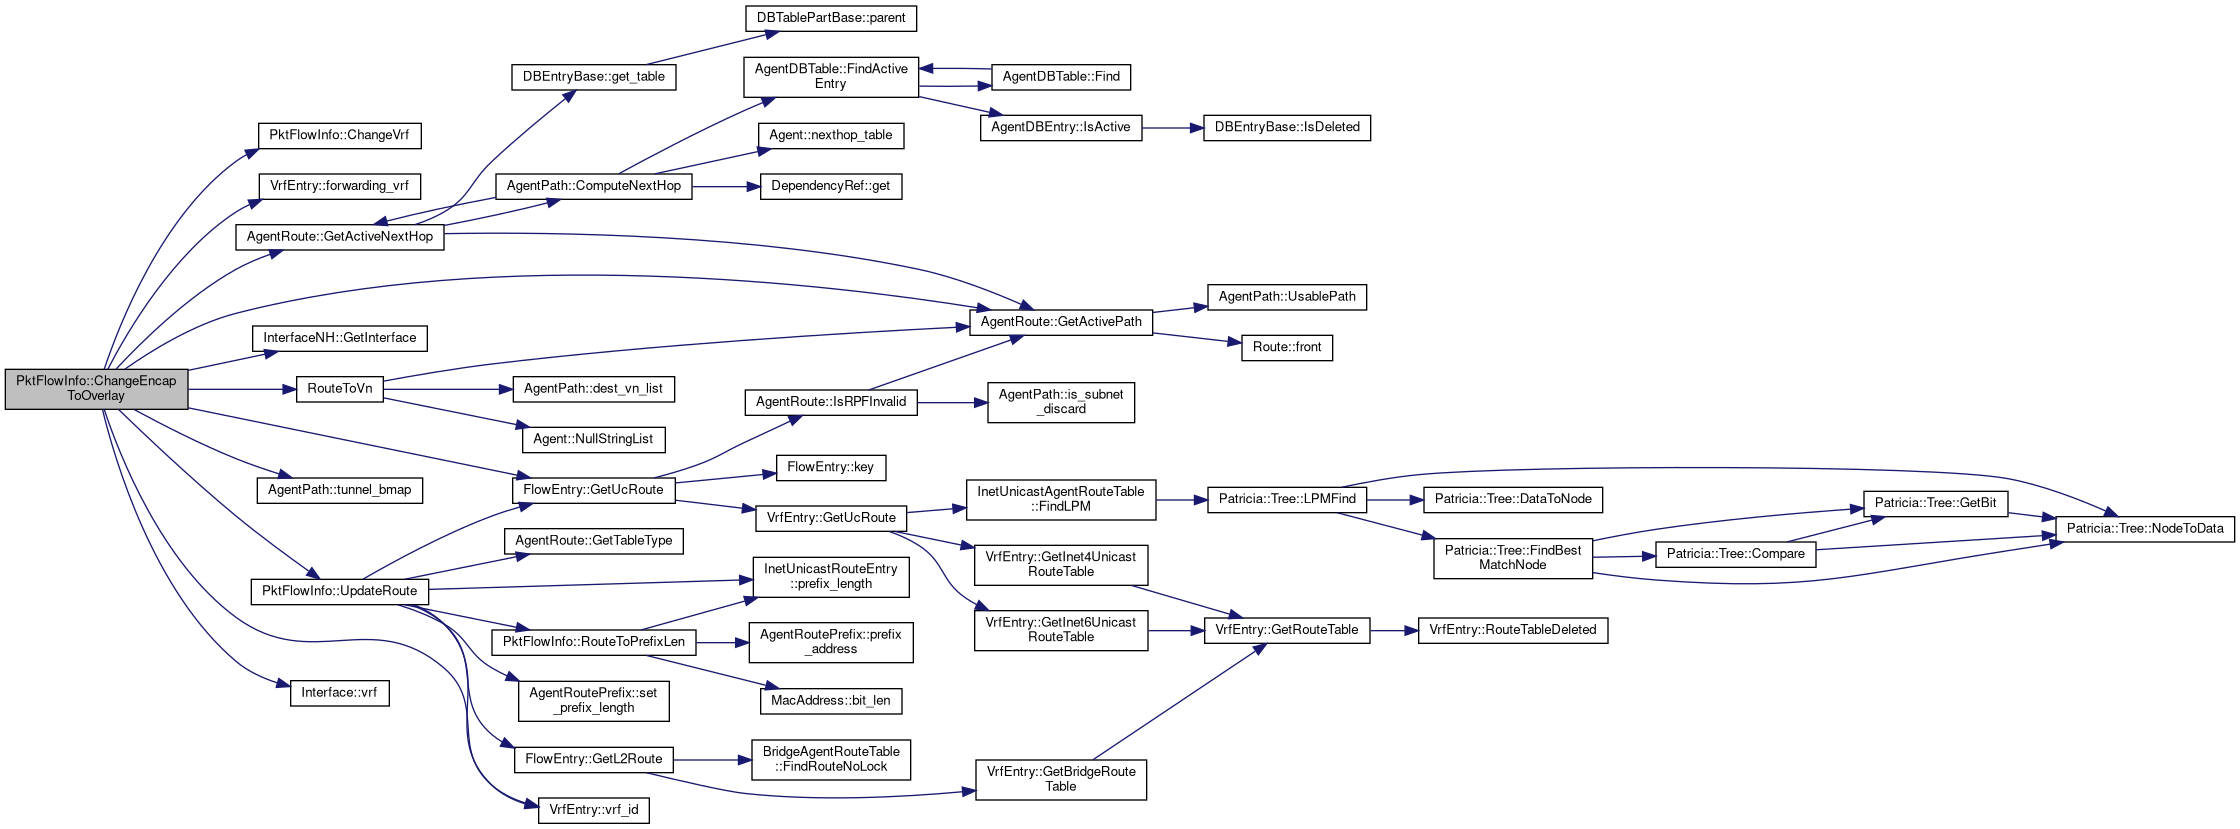 PktFlowInfo::ChangeEncap
ToOverlay
PktFlowInfo::ChangeVrf
VrfEntry::forwarding_vrf
AgentRoute::GetActiveNextHop
InterfaceNH::GetInterface
RouteToVn
AgentPath::tunnel_bmap
PktFlowInfo::UpdateRoute
Interface::vrf
DBEntryBase::get_table
AgentPath::ComputeNextHop
AgentPath::dest_vn_list
Agent::NullStringList
FlowEntry::GetUcRoute
AgentRoute::GetTableType
PktFlowInfo::RouteToPrefixLen
AgentRoutePrefix::set
_prefix_length
FlowEntry::GetL2Route
VrfEntry::vrf_id
DBTablePartBase::parent
AgentDBTable::FindActive
Entry
Agent::nexthop_table
DependencyRef::get
AgentRoute::IsRPFInvalid
FlowEntry::key
VrfEntry::GetUcRoute
InetUnicastRouteEntry
::prefix_length
AgentRoutePrefix::prefix
_address
MacAddress::bit_len
BridgeAgentRouteTable
::FindRouteNoLock
AgentDBTable::Find
AgentDBEntry::IsActive
AgentRoute::GetActivePath
AgentPath::is_subnet
_discard
InetUnicastAgentRouteTable
::FindLPM
VrfEntry::GetInet4Unicast
RouteTable
VrfEntry::GetInet6Unicast
RouteTable
VrfEntry::GetBridgeRoute
Table
DBEntryBase::IsDeleted
AgentPath::UsablePath
Route::front
Patricia::Tree::LPMFind
VrfEntry::GetRouteTable
Patricia::Tree::DataToNode
Patricia::Tree::FindBest
MatchNode
VrfEntry::RouteTableDeleted
Patricia::Tree::Compare
Patricia::Tree::GetBit
Patricia::Tree::NodeToData